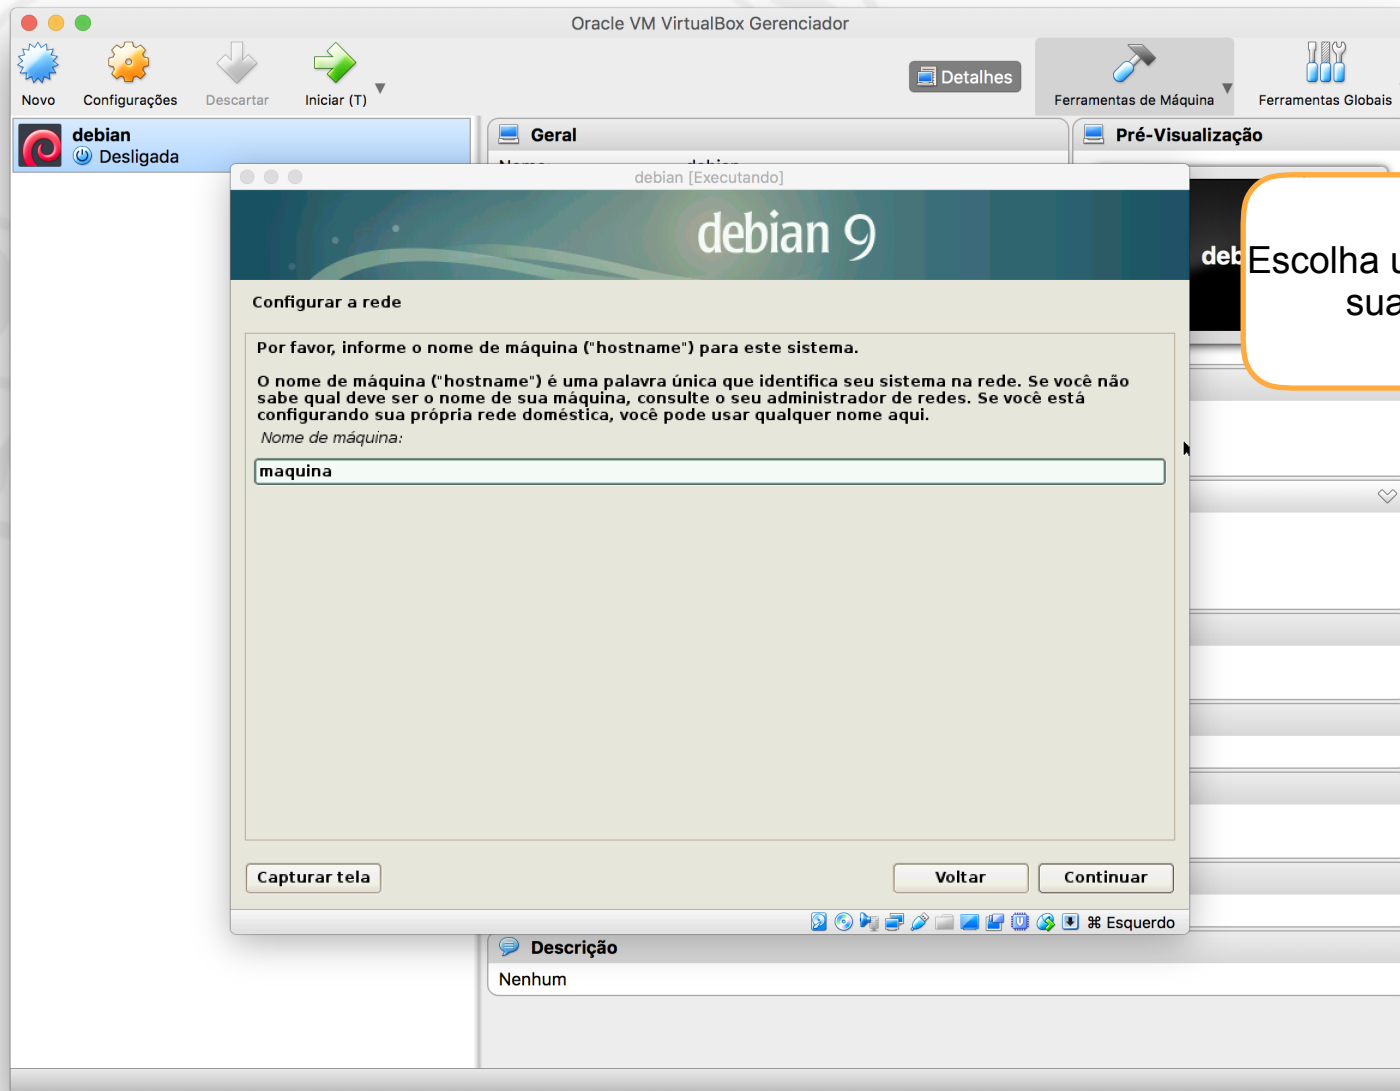 Oracle VM VirtualBox Gerenciador
Novo
Configurações
Descartar
Iniciar (T)
Detalhes
Ferramentas de Máquina
Ferramentas Globais
debian
Desligada
Geral
Pré-Visualização
debian [Executando]
debian 9
Escolha
sua
Configurar a rede
Por favor, informe o nome de máquina ("hostname") para este sistema.
O nome de máquina ("hostname") é uma palavra única que identifica seu sistema na rede. Se você não
sabe qual deve ser o nome de sua máquina, consulte o seu administrador de redes. Se você está
configurando sua própria rede doméstica, você pode usar qualquer nome aqui.
Nome de máquina:
maquina
Capturar tela
Voltar
Continuar
⌘ Esquerdo
Descrição
Nenhum